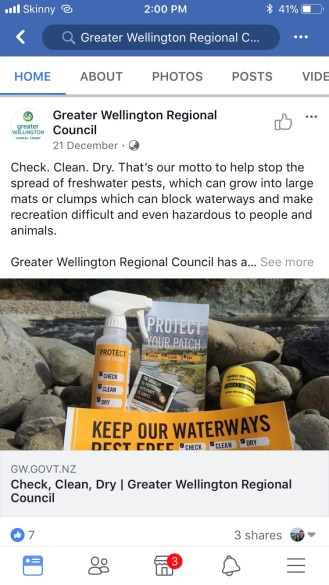 Skinny
2:00 PM
41%
Greater Wellington Regional C...
HOME ABOUT PHOTOS POSTS VIDE
greater
WELLINGTON
Greater Wellington Regional
Council
21 December
Check. Clean. Dry. That's our motto to help stop the
spread of freshwater pests, which can grow into large
mats or clumps which can block waterways and make
recreation difficult and even hazardous to people and
animals.
Greater Wellington Regional Council has a... See more
PROTECT
CHECK
CLEAN
DRY
PROTECT
YOUR PATCH
KEEP OUR WATERWAYS
PEST FREE CHECK CLEAN DRY
GW.GOVT.NZ
Check, Clean, Dry | Greater Wellington Regional
Council
7
3 shares
3